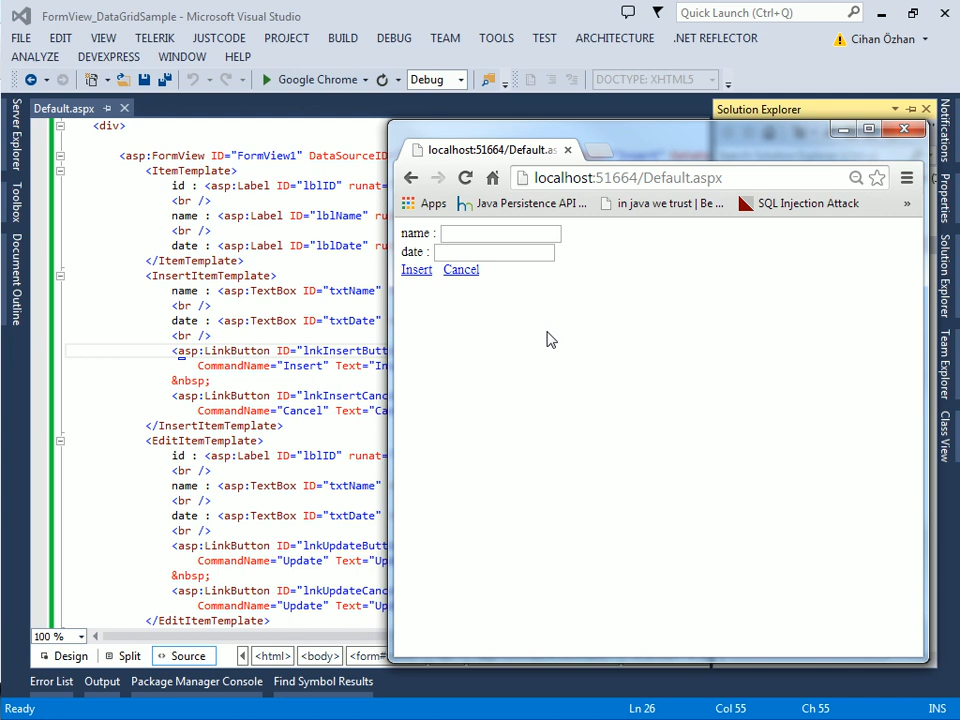 FormView_DataGridSample - Microsoft Visual Studio
Quick Launch (Ctrl+Q)
FILE EDIT VIEW TELERIK JUSTCODE PROJECT BUILD DEBUG TEAM TOOLS TEST ARCHITECTURE .NET REFLECTOR
Cihan Özhan
ANALYZE DEVEXPRESS WINDOW HELP
Google Chrome
Debug
DOCTYPE: XHTML5
Default.aspx
Solution Explorer
Server Explorer
Toolbox
Document Outline
<div>
<asp:FormView ID="FormView1" DataSourceID
<ItemTemplate>
id : <asp:Label ID="lblID" runat=
<br />
name : <asp:Label ID="lblName"
<br />
date : <asp:Label ID="lblDate"
</ItemTemplate>
<InsertItemTemplate>
name : <asp:TextBox ID="txtName"
<br />
date : <asp:TextBox ID="txtDate"
<br />
<asp:LinkButton ID="lnkInsertButt
CommandName="Insert" Text="In
&nbsp;
<asp:LinkButton ID="lnkInsertCanc
CommandName="Cancel" Text="Ca
</InsertItemTemplate>
<EditItemTemplate>
id : <asp:Label ID="lblID" runat=
<br />
name : <asp:TextBox ID="txtName"
<br />
date : <asp:TextBox ID="txtDate"
<br />
<asp:LinkButton ID="lnkUpdateButt
CommandName="Update" Text="Up
&nbsp;
<asp:LinkButton ID="lnkUpdateCanc
CommandName="Update" Text="Up
</EditItemTemplate>
localhost:51664/Default.as
localhost:51664/Default.aspx
Apps Java Persistence API ... in java we trust | Be ... SQL Injection Attack »
name :
date :
Insert Cancel
Notifications
Properties
Solution Explorer
Team Explorer
Class View
100 %
Design Split Source <html> <body> <form#
Error List Output Package Manager Console Find Symbol Results
Ready Ln 26 Col 55 Ch 55 INS